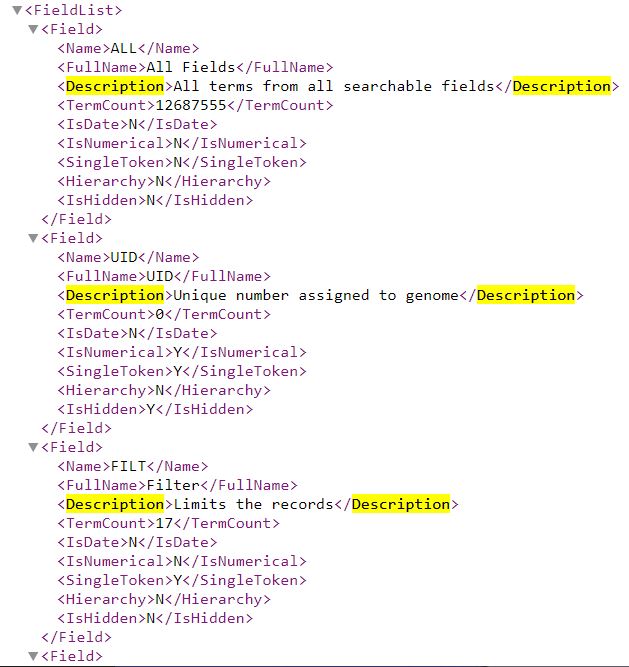 ▼<FieldList>
▼<Field>
<Name>ALL</Name>
<FullName>All Fields</FullName>
<Description>All terms from all searchable fields</Description>
<TermCount>12687555</TermCount>
<IsDate>N</IsDate>
<IsNumerical>N</IsNumerical>
<SingleToken>N</SingleToken>
<Hierarchy>N</Hierarchy>
<IsHidden>N</IsHidden>
</Field>
▼<Field>
<Name>UID</Name>
<FullName>UID</FullName>
<Description>Unique number assigned to genome</Description>
<TermCount>0</TermCount>
<IsDate>N</IsDate>
<IsNumerical>Y</IsNumerical>
<SingleToken>Y</SingleToken>
<Hierarchy>N</Hierarchy>
<IsHidden>Y</IsHidden>
</Field>
▼<Field>
<Name>FILT</Name>
<FullName>Filter</FullName>
<Description>Limits the records</Description>
<TermCount>17</TermCount>
<IsDate>N</IsDate>
<IsNumerical>N</IsNumerical>
<SingleToken>Y</SingleToken>
<Hierarchy>N</Hierarchy>
<IsHidden>N</IsHidden>
</Field>
▼<Field>